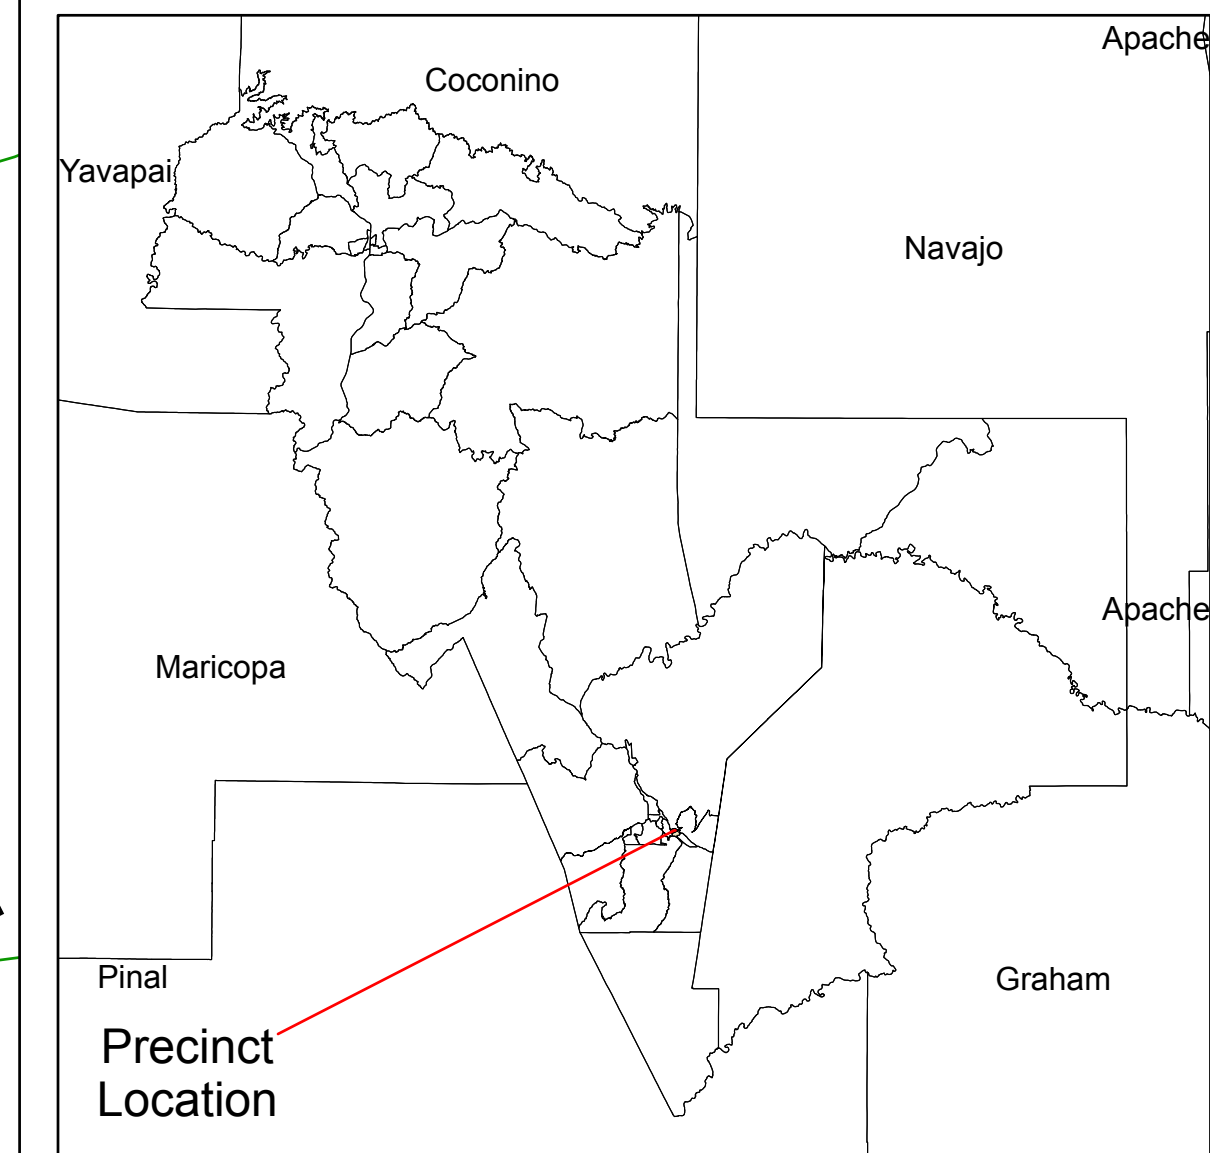 Apache
Coconino
Yavapai
Navajo
Apache
Maricopa
Pinal
Graham
Precinct
Location